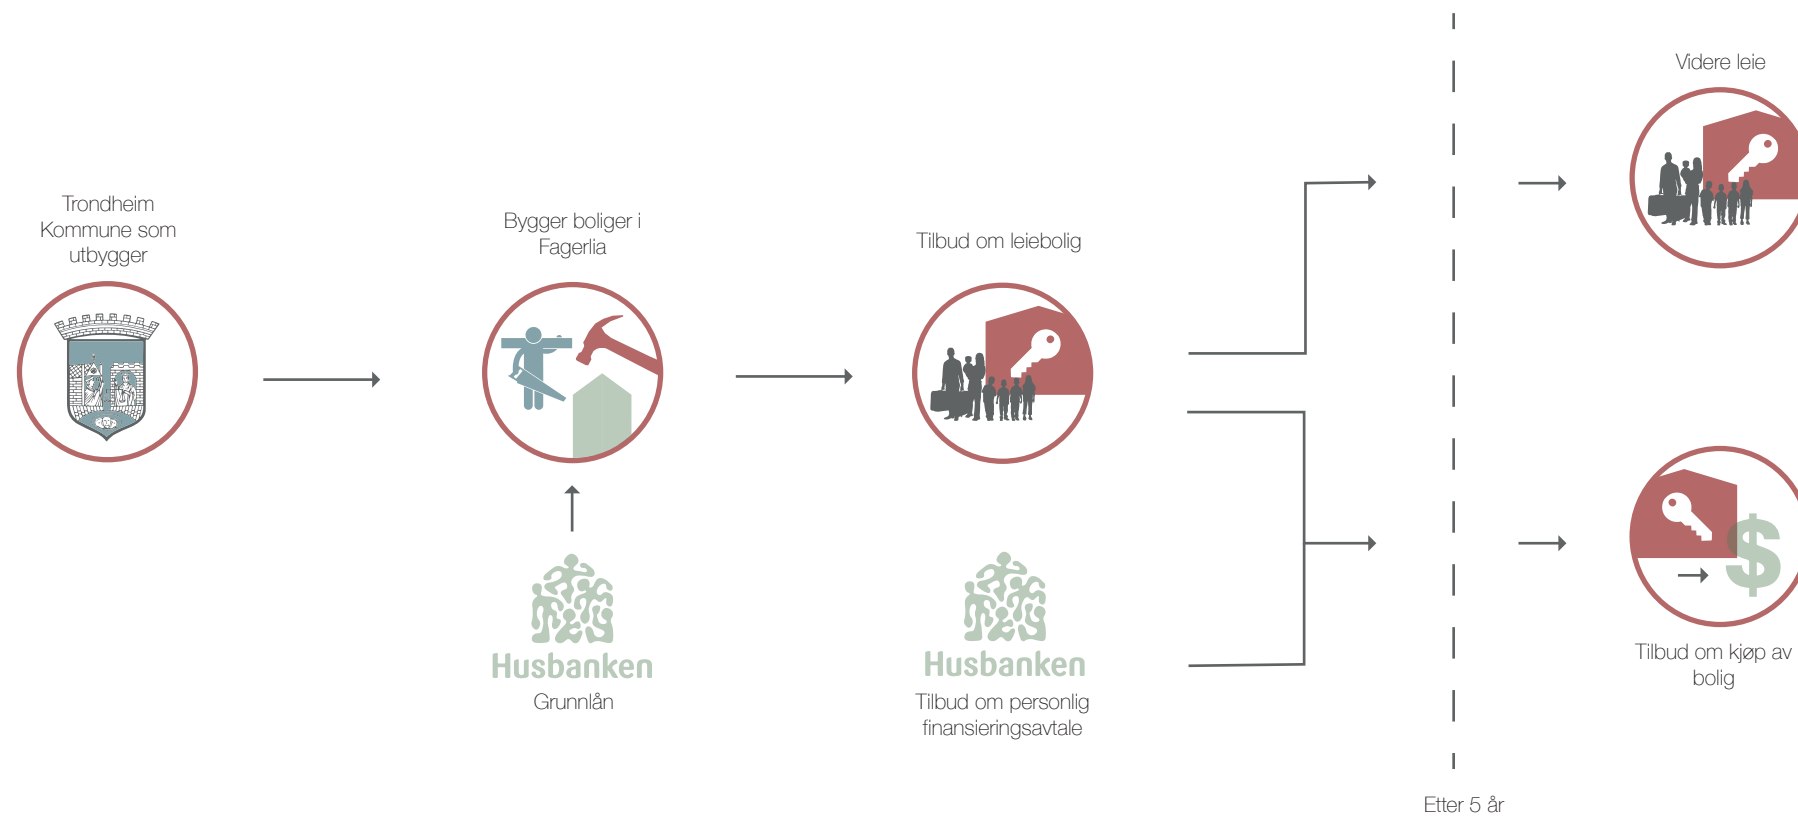 Trondheim
Kommune som
utbygger
Bygger boliger i
Fagerlia
Husbanken
Grunnlån
Tilbud om leiebolig
Husbanken
Tilbud om personlig
finansieringsavtale
Etter 5 år
Videre leie
$
Tilbud om kjøp av
bolig